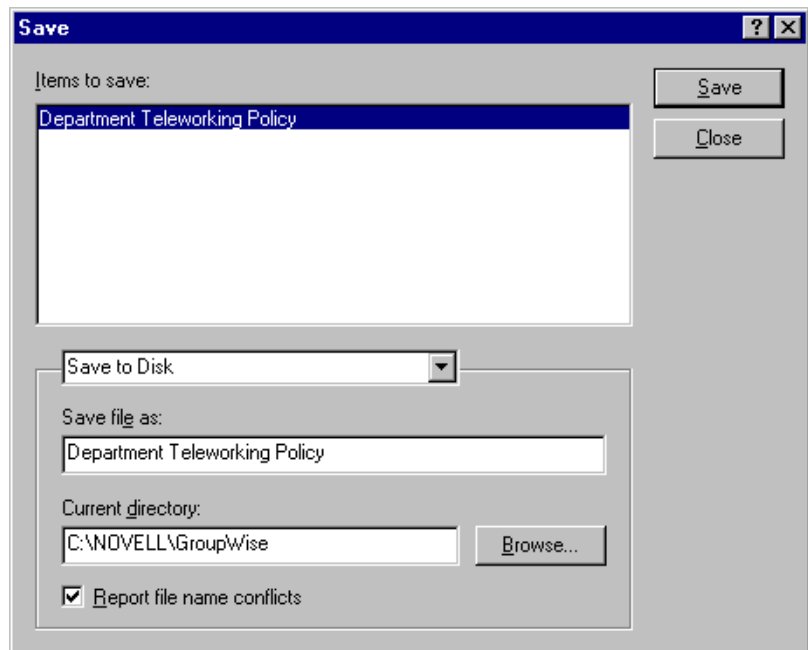 Save
Items to save:
Department Teleworking Policy
Save
Close
Save to Disk
Save file as:
Department Teleworking Policy
Current directory:
C:\NOVELL\GroupWise
Browse...
Report file name conflicts